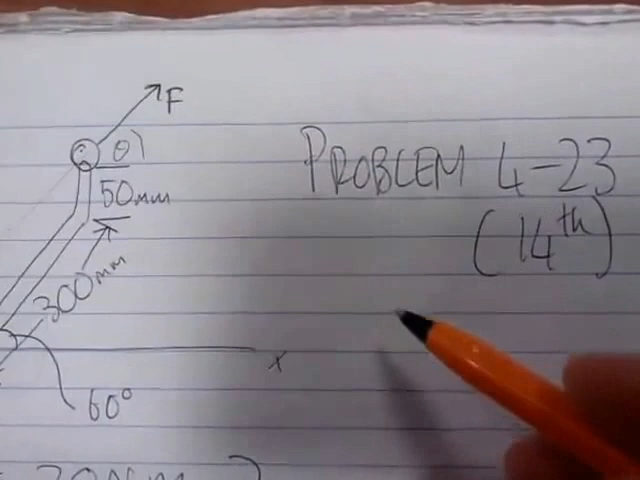 F
θ
PROBLEM 4-23
50mm
(14th)
300mm
x
60°